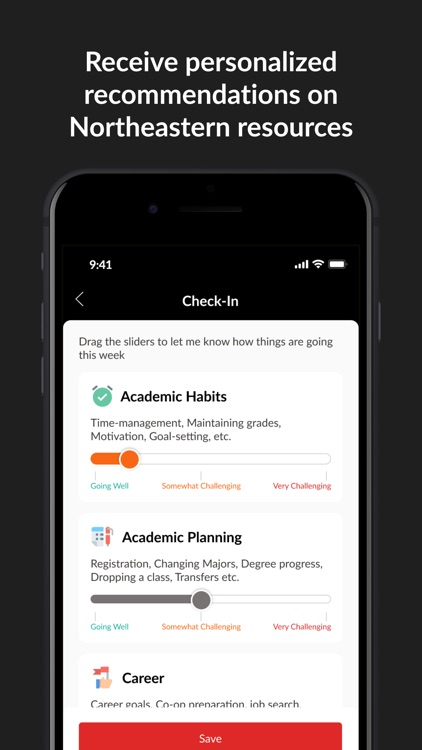 Receive personalized
recommendations on
Northeastern resources
9:41
Check-In
Drag the sliders to let me know how things are going
this week
Academic Habits
Time-management, Maintaining grades,
Motivation, Goal-setting, etc.
Going Well Somewhat Challenging Very Challenging
Academic Planning
Registration, Changing Majors, Degree progress,
Dropping a class, Transfers etc.
Going Well Somewhat Challenging Very Challenging
Career
Career goals, Co-op preparation, job search,
Save